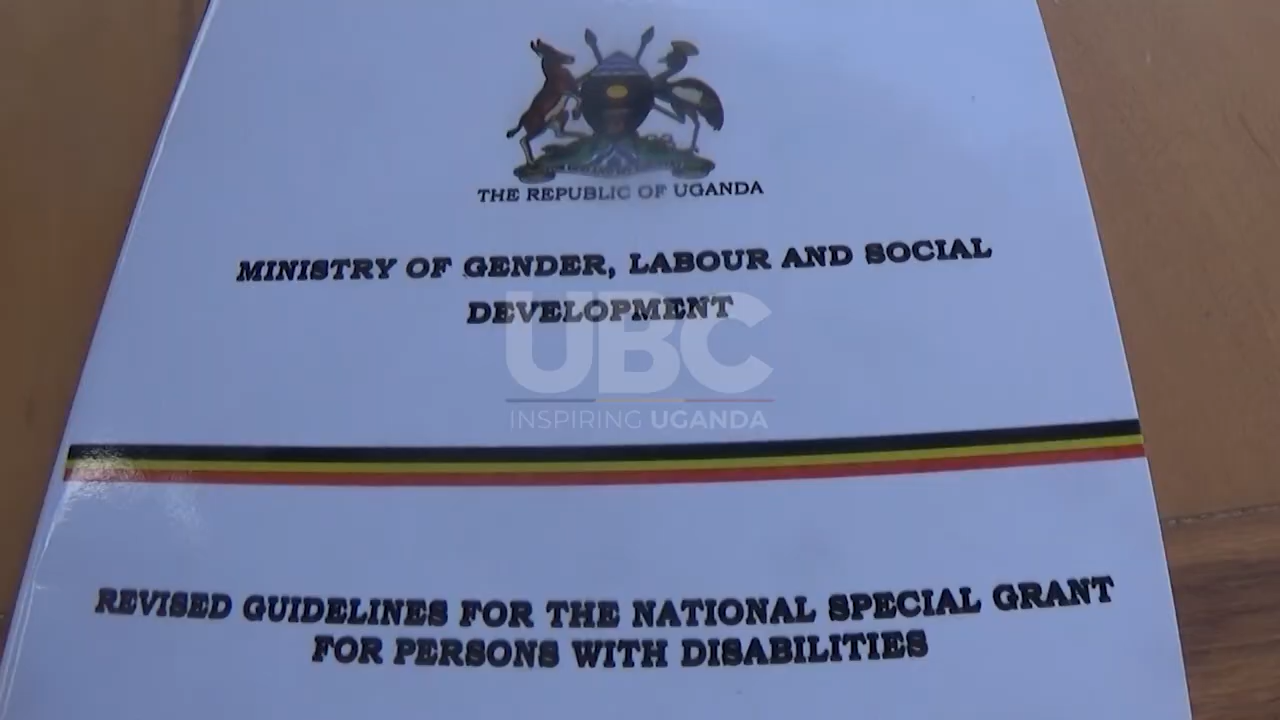 THE REPUBLIC OF UGANDA
MINISTRY OF GENDER, LABOUR AND SOCIAL
DEVELOPMENT
UBC
INSPIRING UGANDA
REVISED GUIDELINES FOR THE NATIONAL SPECIAL GRANT
FOR PERSONS WITH DISABILITIES